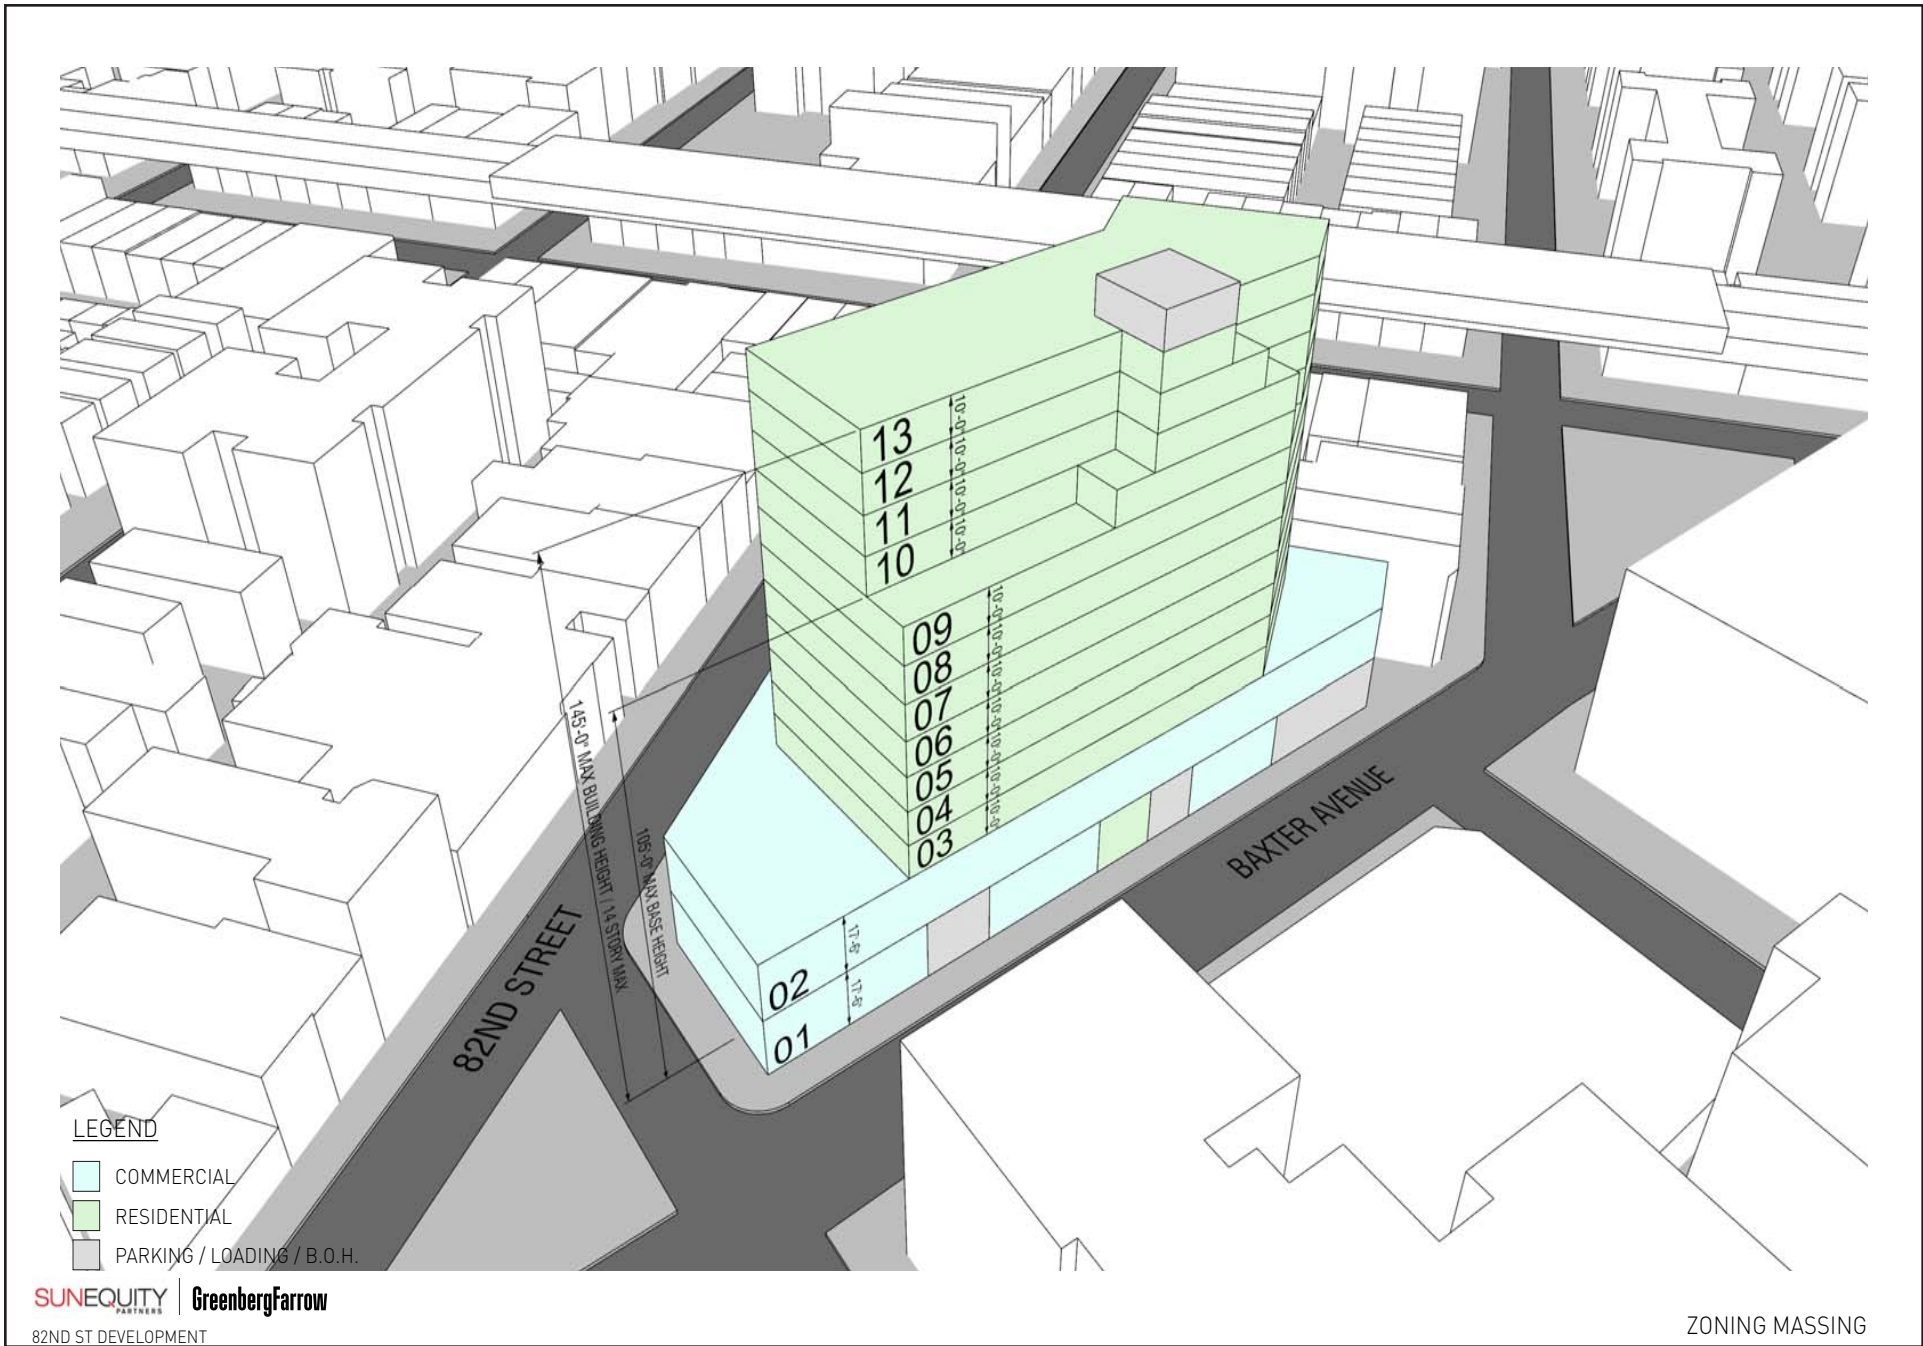 13
10'-0"
12
10'-0"
11
10'-0"
10
10'-0"
09
10'-0"
08
10'-0"
07
10'-0"
06
10'-0"
05
10'-0"
04
10'-0"
03
10'-0"
02
17'-6"
01
17'-6"
145'-0" MAX BUILDING HEIGHT / 14 STORY MAX
105'-0" MAX BASE HEIGHT
82ND STREET
BAXTER AVENUE
LEGEND
COMMERCIAL
RESIDENTIAL
PARKING / LOADING / B.O.H.
SUNEQUITY
PARTNERS
GreenbergFarrow
82ND ST DEVELOPMENT
ZONING MASSING